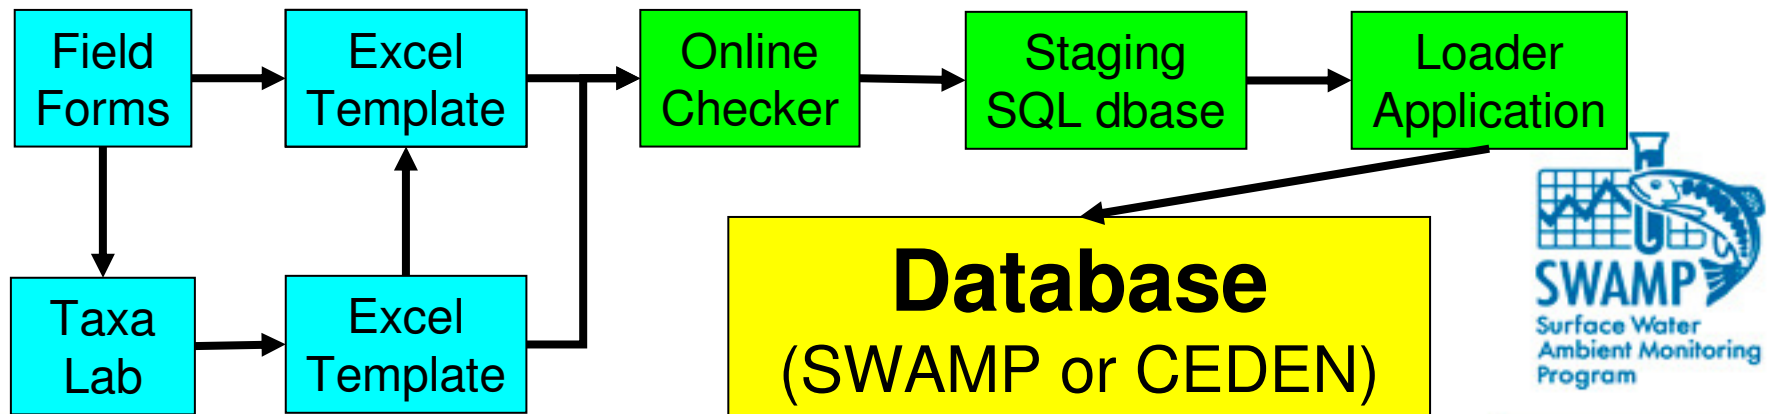 Field
Forms
Excel
Template
Online
Checker
Staging
SQL dbase
Loader
Application
Taxa
Lab
Excel
Template
Database
(SWAMP or CEDEN)
SWAMP
Surface Water
Ambient Monitoring
Program